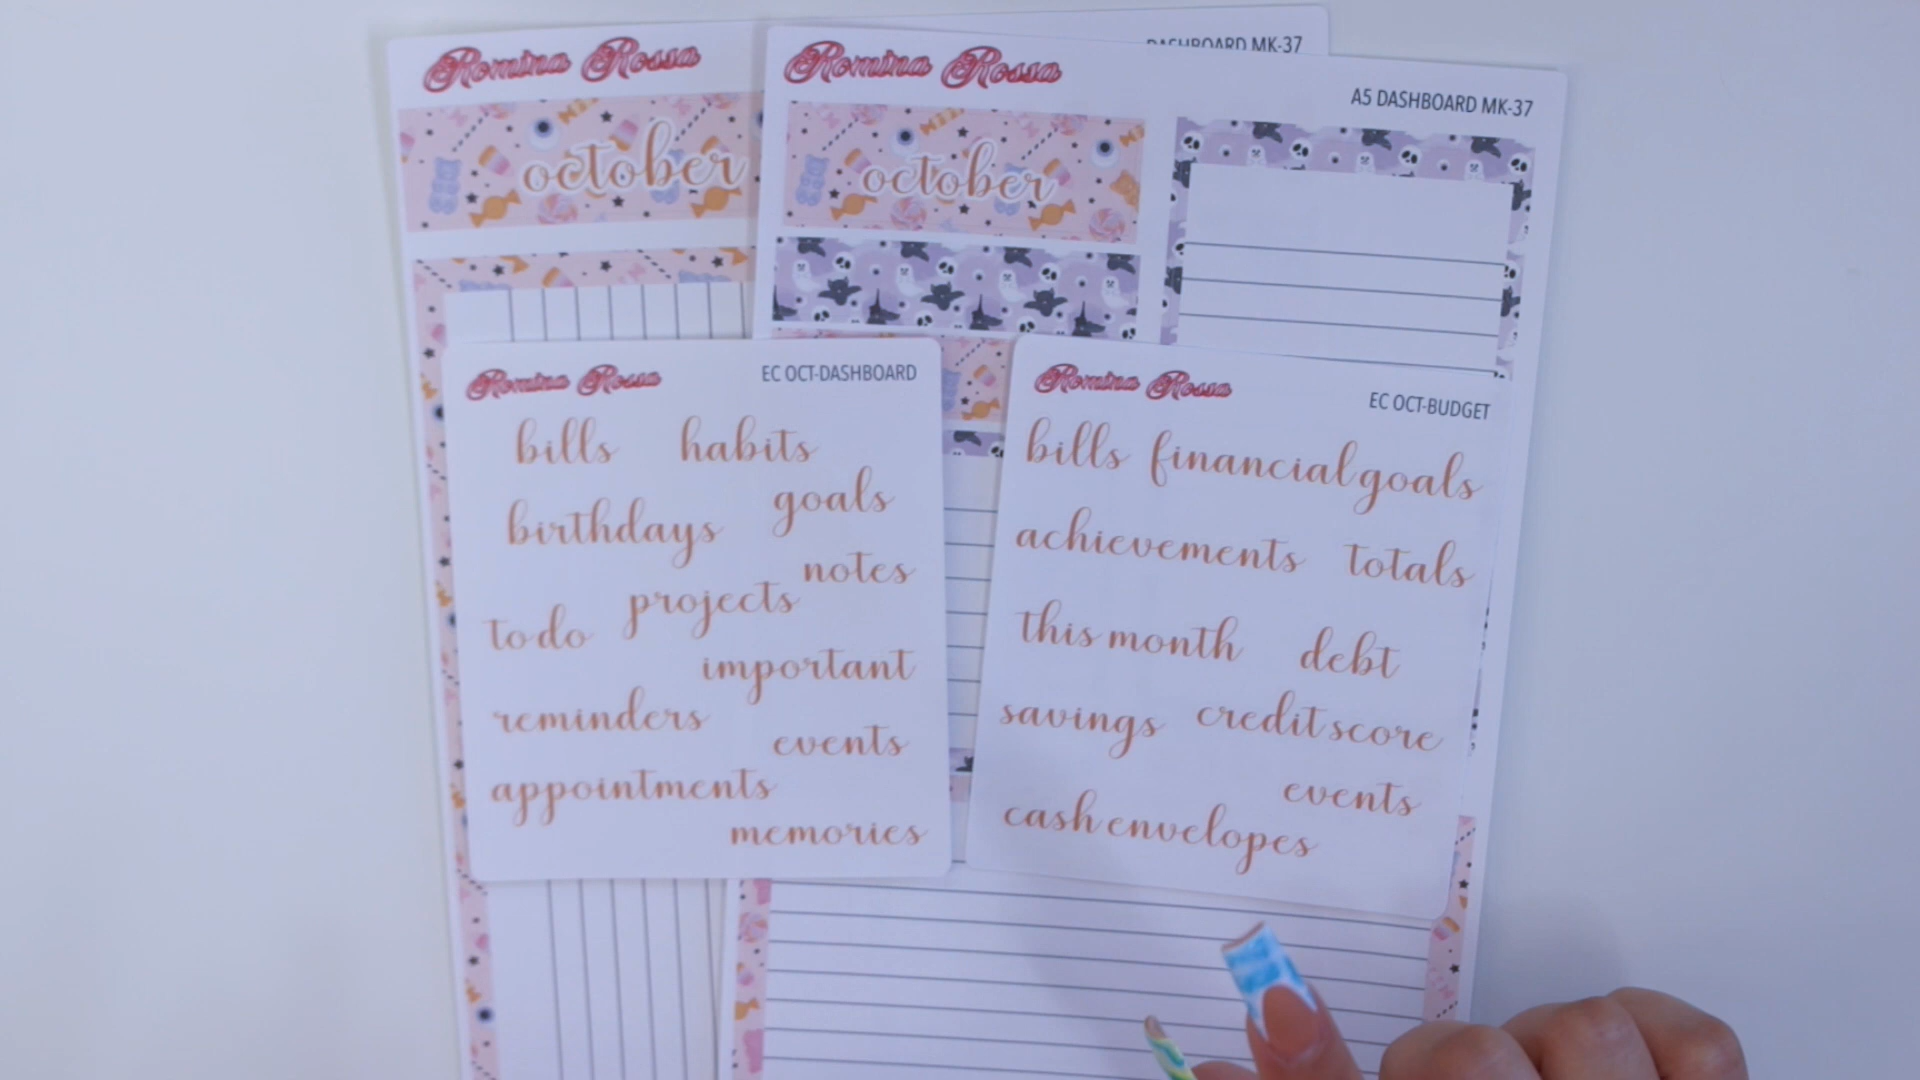 Romina Rossa
DASHBOARD MK-37
october
Romina Rossa
A5 DASHBOARD MK-37
october
Romina Rossa
EC OCT-DASHBOARD
bills habits
goals
birthdays
notes
projects
to do
important
reminders
events
appointments
memories
Romina Rossa
EC OCT-BUDGET
bills financial goals
achievements totals
this month debt
savings credit score
events
cash envelopes